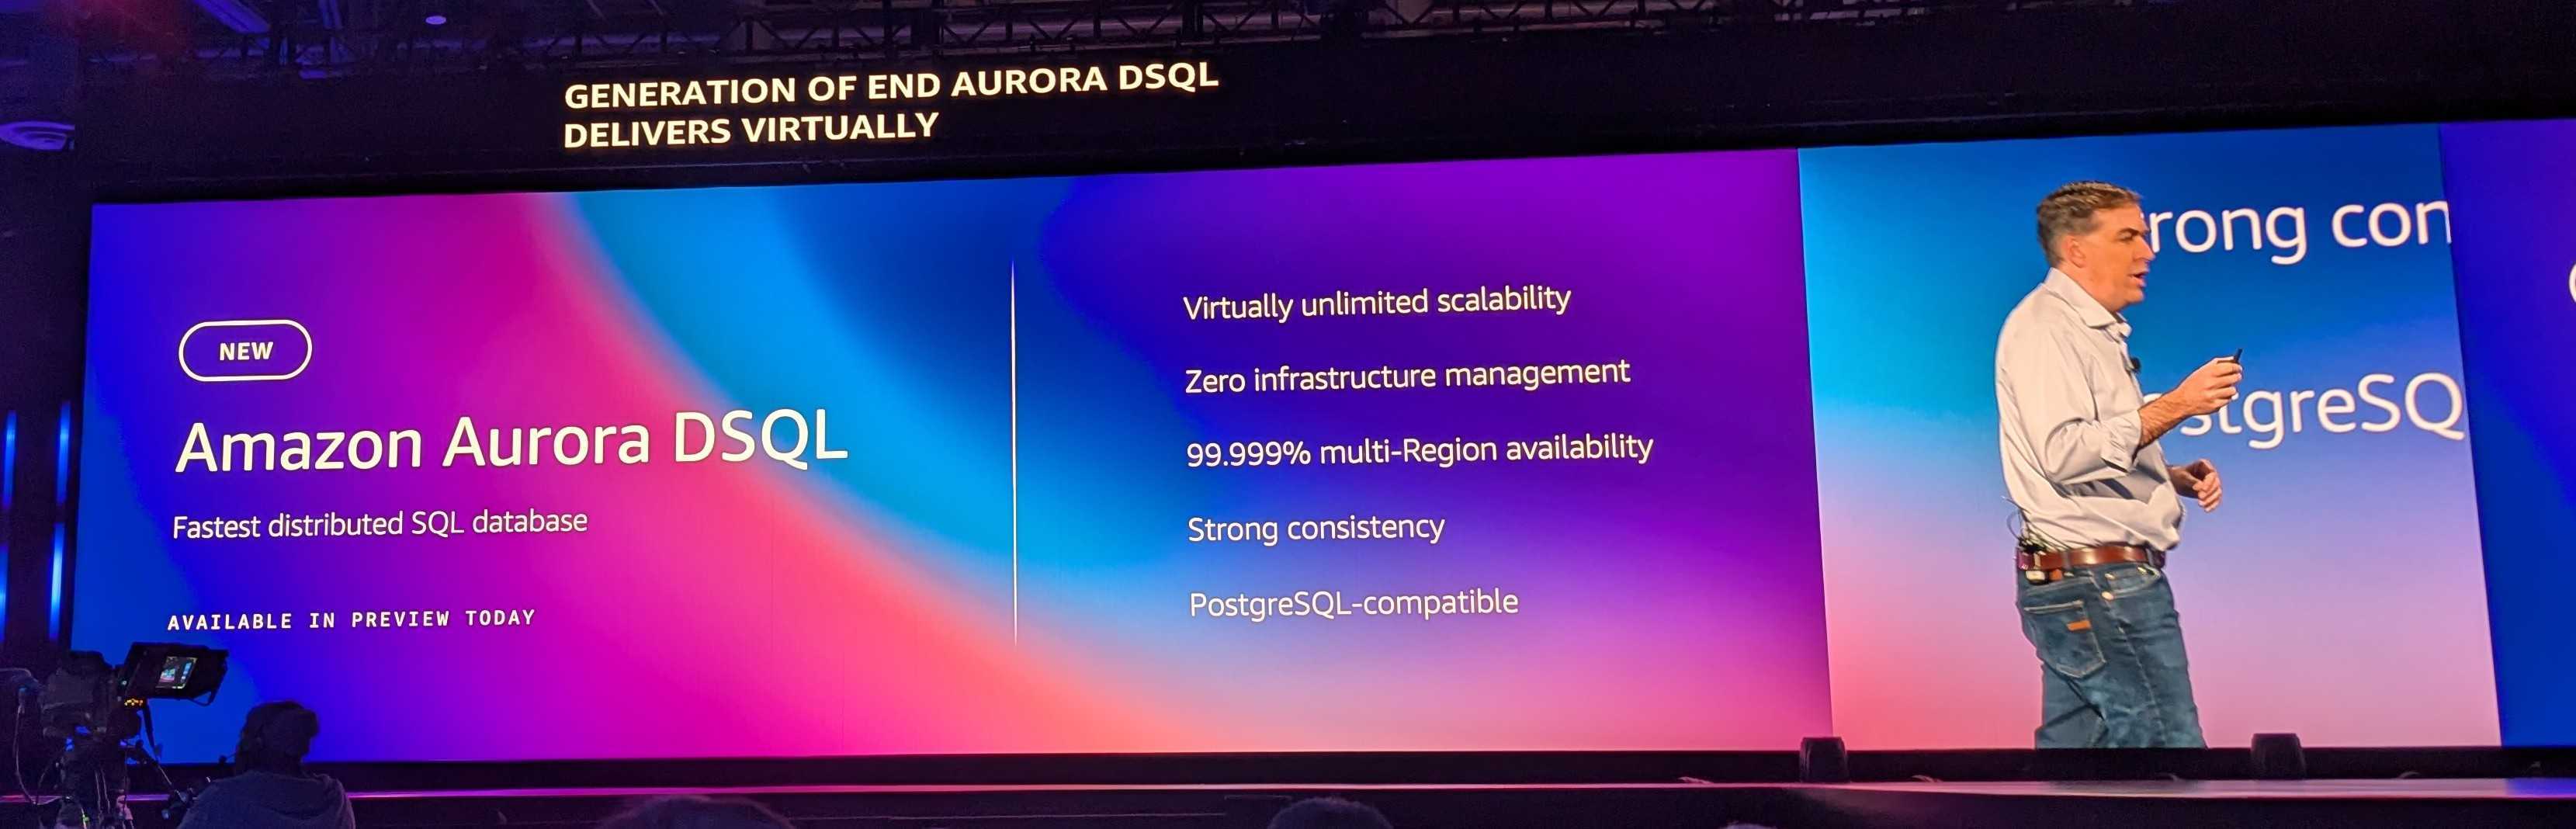 GENERATION OF END AURORA DSQL
DELIVERS VIRTUALLY
NEW
Amazon Aurora DSQL
Fastest distributed SQL database
AVAILABLE IN PREVIEW TODAY
Virtually unlimited scalability
Zero infrastructure management
99.999% multi-Region availability
Strong consistency
PostgreSQL-compatible
rong con
stgreSQ